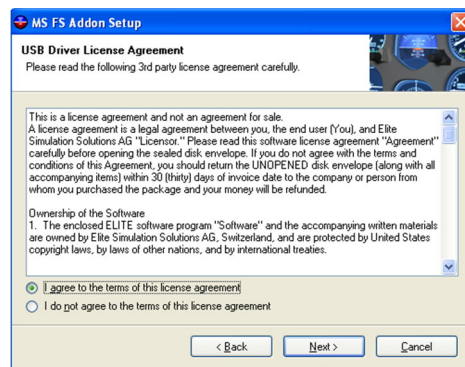 MS FS Addon Setup
USB Driver License Agreement
Please read the following 3rd party license agreement carefully.
This is a license agreement and not an agreement for sale.
A license agreement is a legal agreement between you, the end user (You), and Elite
Simulation Solutions AG "Licensor." Please read this software license agreement "Agreement"
carefully before opening the sealed disk envelope. If you do not agree with the terms and
conditions of this Agreement, you should return the UNOPENED disk envelope (along with all
accompanying items) within 30 (thirty) days of invoice date to the company or person from
whom you purchased the package and your money will be refunded.
Ownership of the Software
1. The enclosed ELITE software program "Software" and the accompanying written materials
are owned by Elite Simulation Solutions AG, Switzerland, and are protected by United States
copyright laws, by laws of other nations, and by international treaties.
I agree to the terms of this license agreement
I do not agree to the terms of this license agreement
< Back
Next >
Cancel